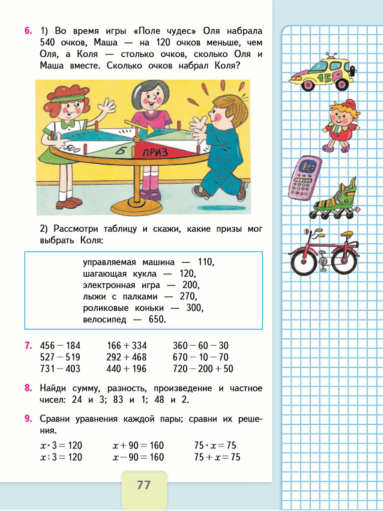 6. 1) Во время игры «Поле чудес» Оля набрала
540 очков, Маша — на 120 очков меньше, чем
Оля, а Коля — столько очков, сколько Оля и
Маша вместе. Сколько очков набрал Коля?
500
Б
ПРИЗ
2) Рассмотри таблицу и скажи, какие призы мог
выбрать Коля:
управляемая машина — 110,
шагающая кукла — 120,
электронная игра — 200,
лыжи с палками — 270,
роликовые коньки — 300,
велосипед — 650.
7. 456 − 184 166 + 334 360 − 60 − 30
527 − 519 292 + 468 670 − 10 − 70
731 − 403 440 + 196 720 − 200 + 50
8. Найди сумму, разность, произведение и частное
чисел: 24 и 3; 83 и 1; 48 и 2.
9. Сравни уравнения каждой пары; сравни их реше-
ния.
x · 3 = 120 x + 90 = 160 75 · x = 75
x : 3 = 120 x − 90 = 160 75 + x = 75
77